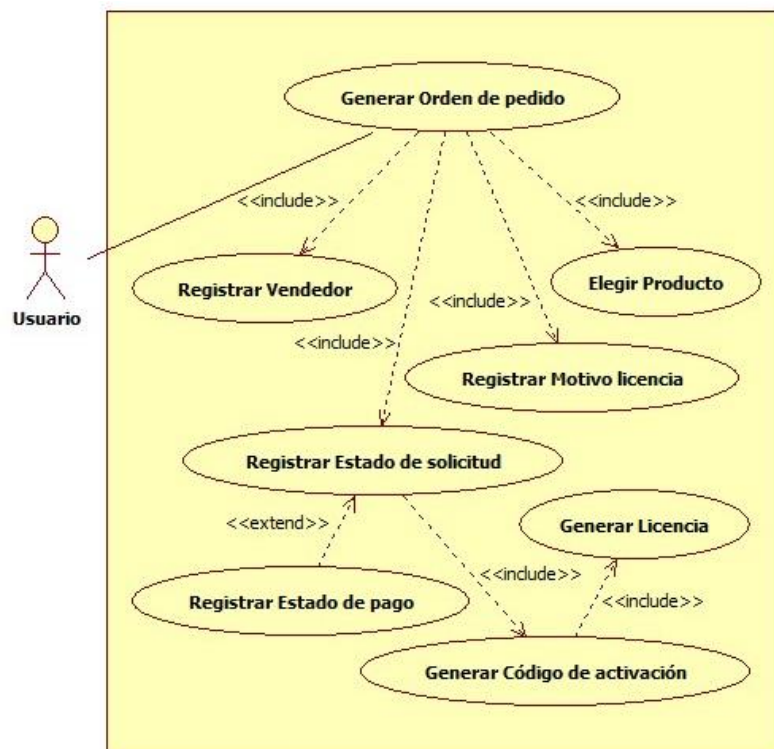 Generar Orden de pedido
<<include>>
<<include>>
Registrar Vendedor
Elegir Producto
Usuario
<<include>>
<<include>>
Registrar Motivo licencia
Registrar Estado de solicitud
<<extend>>
Generar Licencia
<<include>>
Registrar Estado de pago
<<include>>
Generar Código de activación